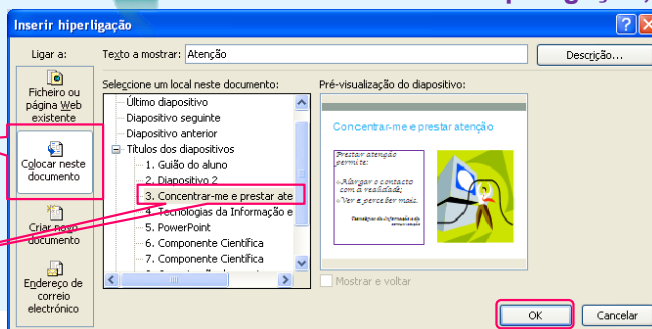 Inserir hiperligação
Ligar a:
Texto a mostrar: Atenção
Descrição...
Ficheiro ou
página Web
existente
Colocar neste
documento
Criar novo
documento
Endereço de
correio
electrónico
Seleccione um local neste documento:
Último diapositivo
Diapositivo seguinte
Diapositivo anterior
Títulos dos diapositivos
1. Guião do aluno
2. Diapositivo 2
3. Concentrar-me e prestar ate
4. Tecnologias da Informação e
5. PowerPoint
6. Componente Científica
7. Componente Científica
Pré-visualização do diapositivo:
Concentrar-me e prestar atenção
Prestar atenção
permite:
Alargar o contacto
com a realidade;
Ver e perceber mais.
Mostrar e voltar
OK
Cancelar